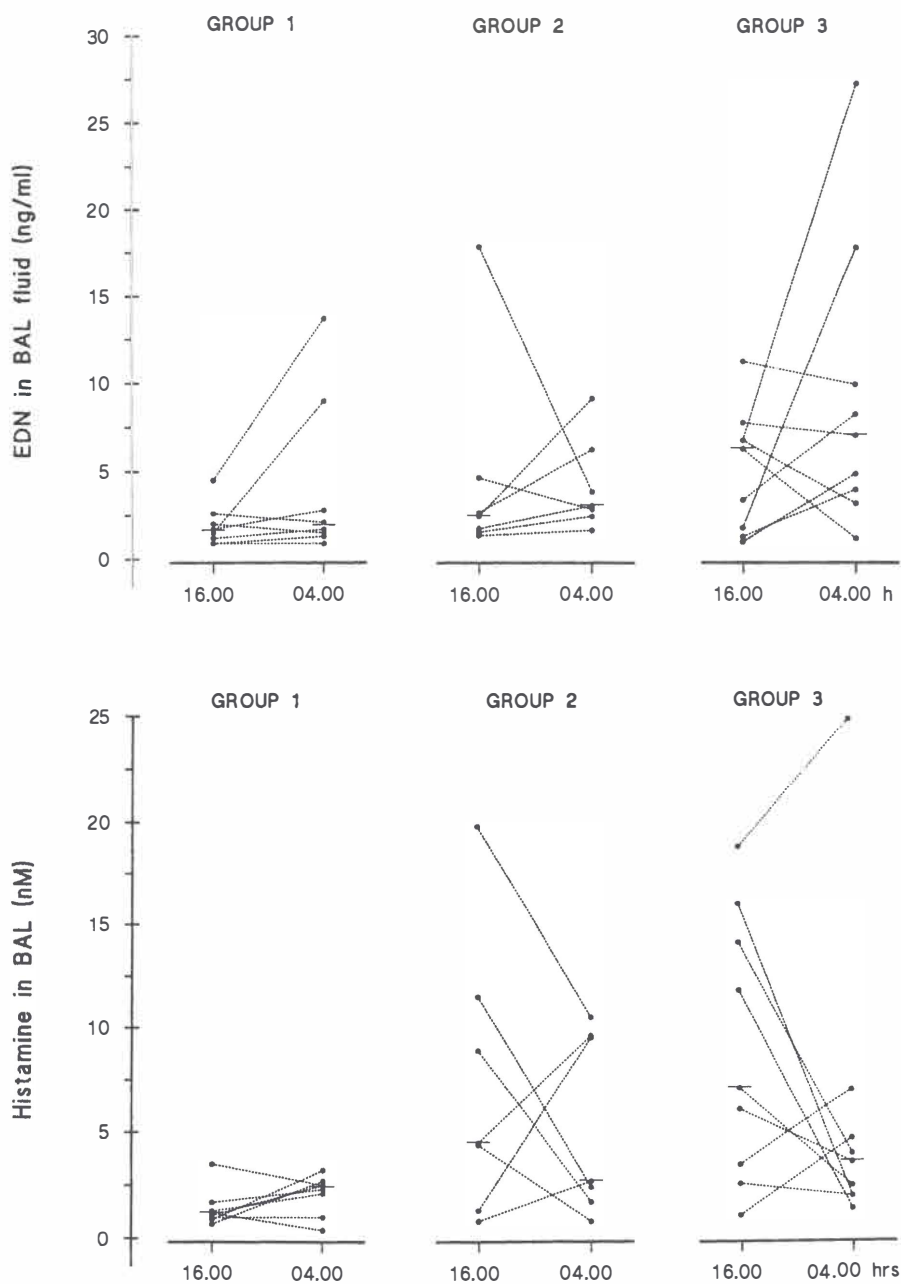 GROUP 1 GROUP 2 GROUP 3
EDN in BAL fluid (ng/ml)
30
25
20
15
10
5
0
16.00 04.00 16.00 04.00 16.00 04.00 h
GROUP 1 GROUP 2 GROUP 3
Histamine in BAL (nM)
25
20
15
10
5
0
16.00 04.00 16.00 04.00 16.00 04.00 hrs